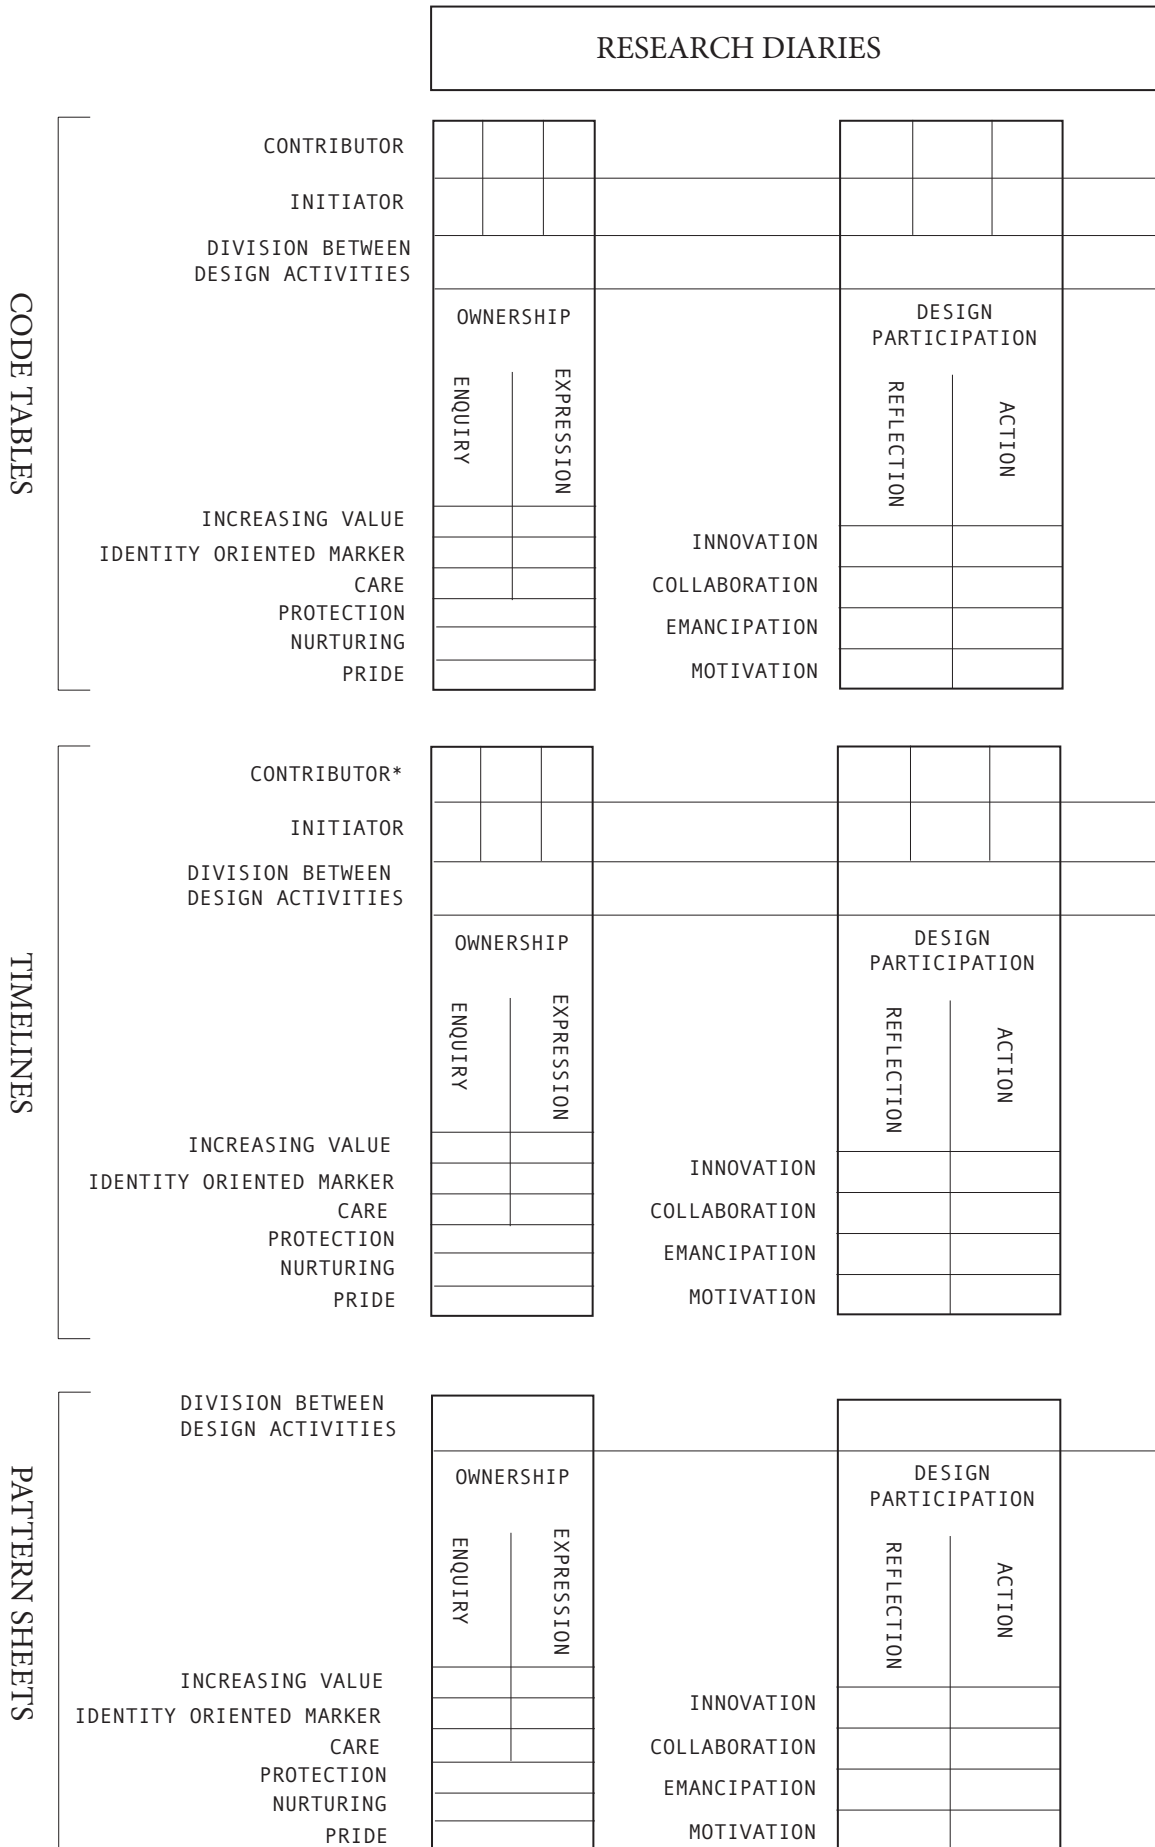 RESEARCH DIARIES
CODE TABLES
CONTRIBUTOR
INITIATOR
DIVISION BETWEEN
DESIGN ACTIVITIES
OWNERSHIP
ENQUIRY
EXPRESSION
INCREASING VALUE
IDENTITY ORIENTED MARKER
CARE
PROTECTION
NURTURING
PRIDE
DESIGN
PARTICIPATION
REFLECTION
ACTION
INNOVATION
COLLABORATION
EMANCIPATION
MOTIVATION
TIMELINES
CONTRIBUTOR*
INITIATOR
DIVISION BETWEEN
DESIGN ACTIVITIES
OWNERSHIP
ENQUIRY
EXPRESSION
INCREASING VALUE
IDENTITY ORIENTED MARKER
CARE
PROTECTION
NURTURING
PRIDE
DESIGN
PARTICIPATION
REFLECTION
ACTION
INNOVATION
COLLABORATION
EMANCIPATION
MOTIVATION
PATTERN SHEETS
DIVISION BETWEEN
DESIGN ACTIVITIES
OWNERSHIP
ENQUIRY
EXPRESSION
INCREASING VALUE
IDENTITY ORIENTED MARKER
CARE
PROTECTION
NURTURING
PRIDE
DESIGN
PARTICIPATION
REFLECTION
ACTION
INNOVATION
COLLABORATION
EMANCIPATION
MOTIVATION